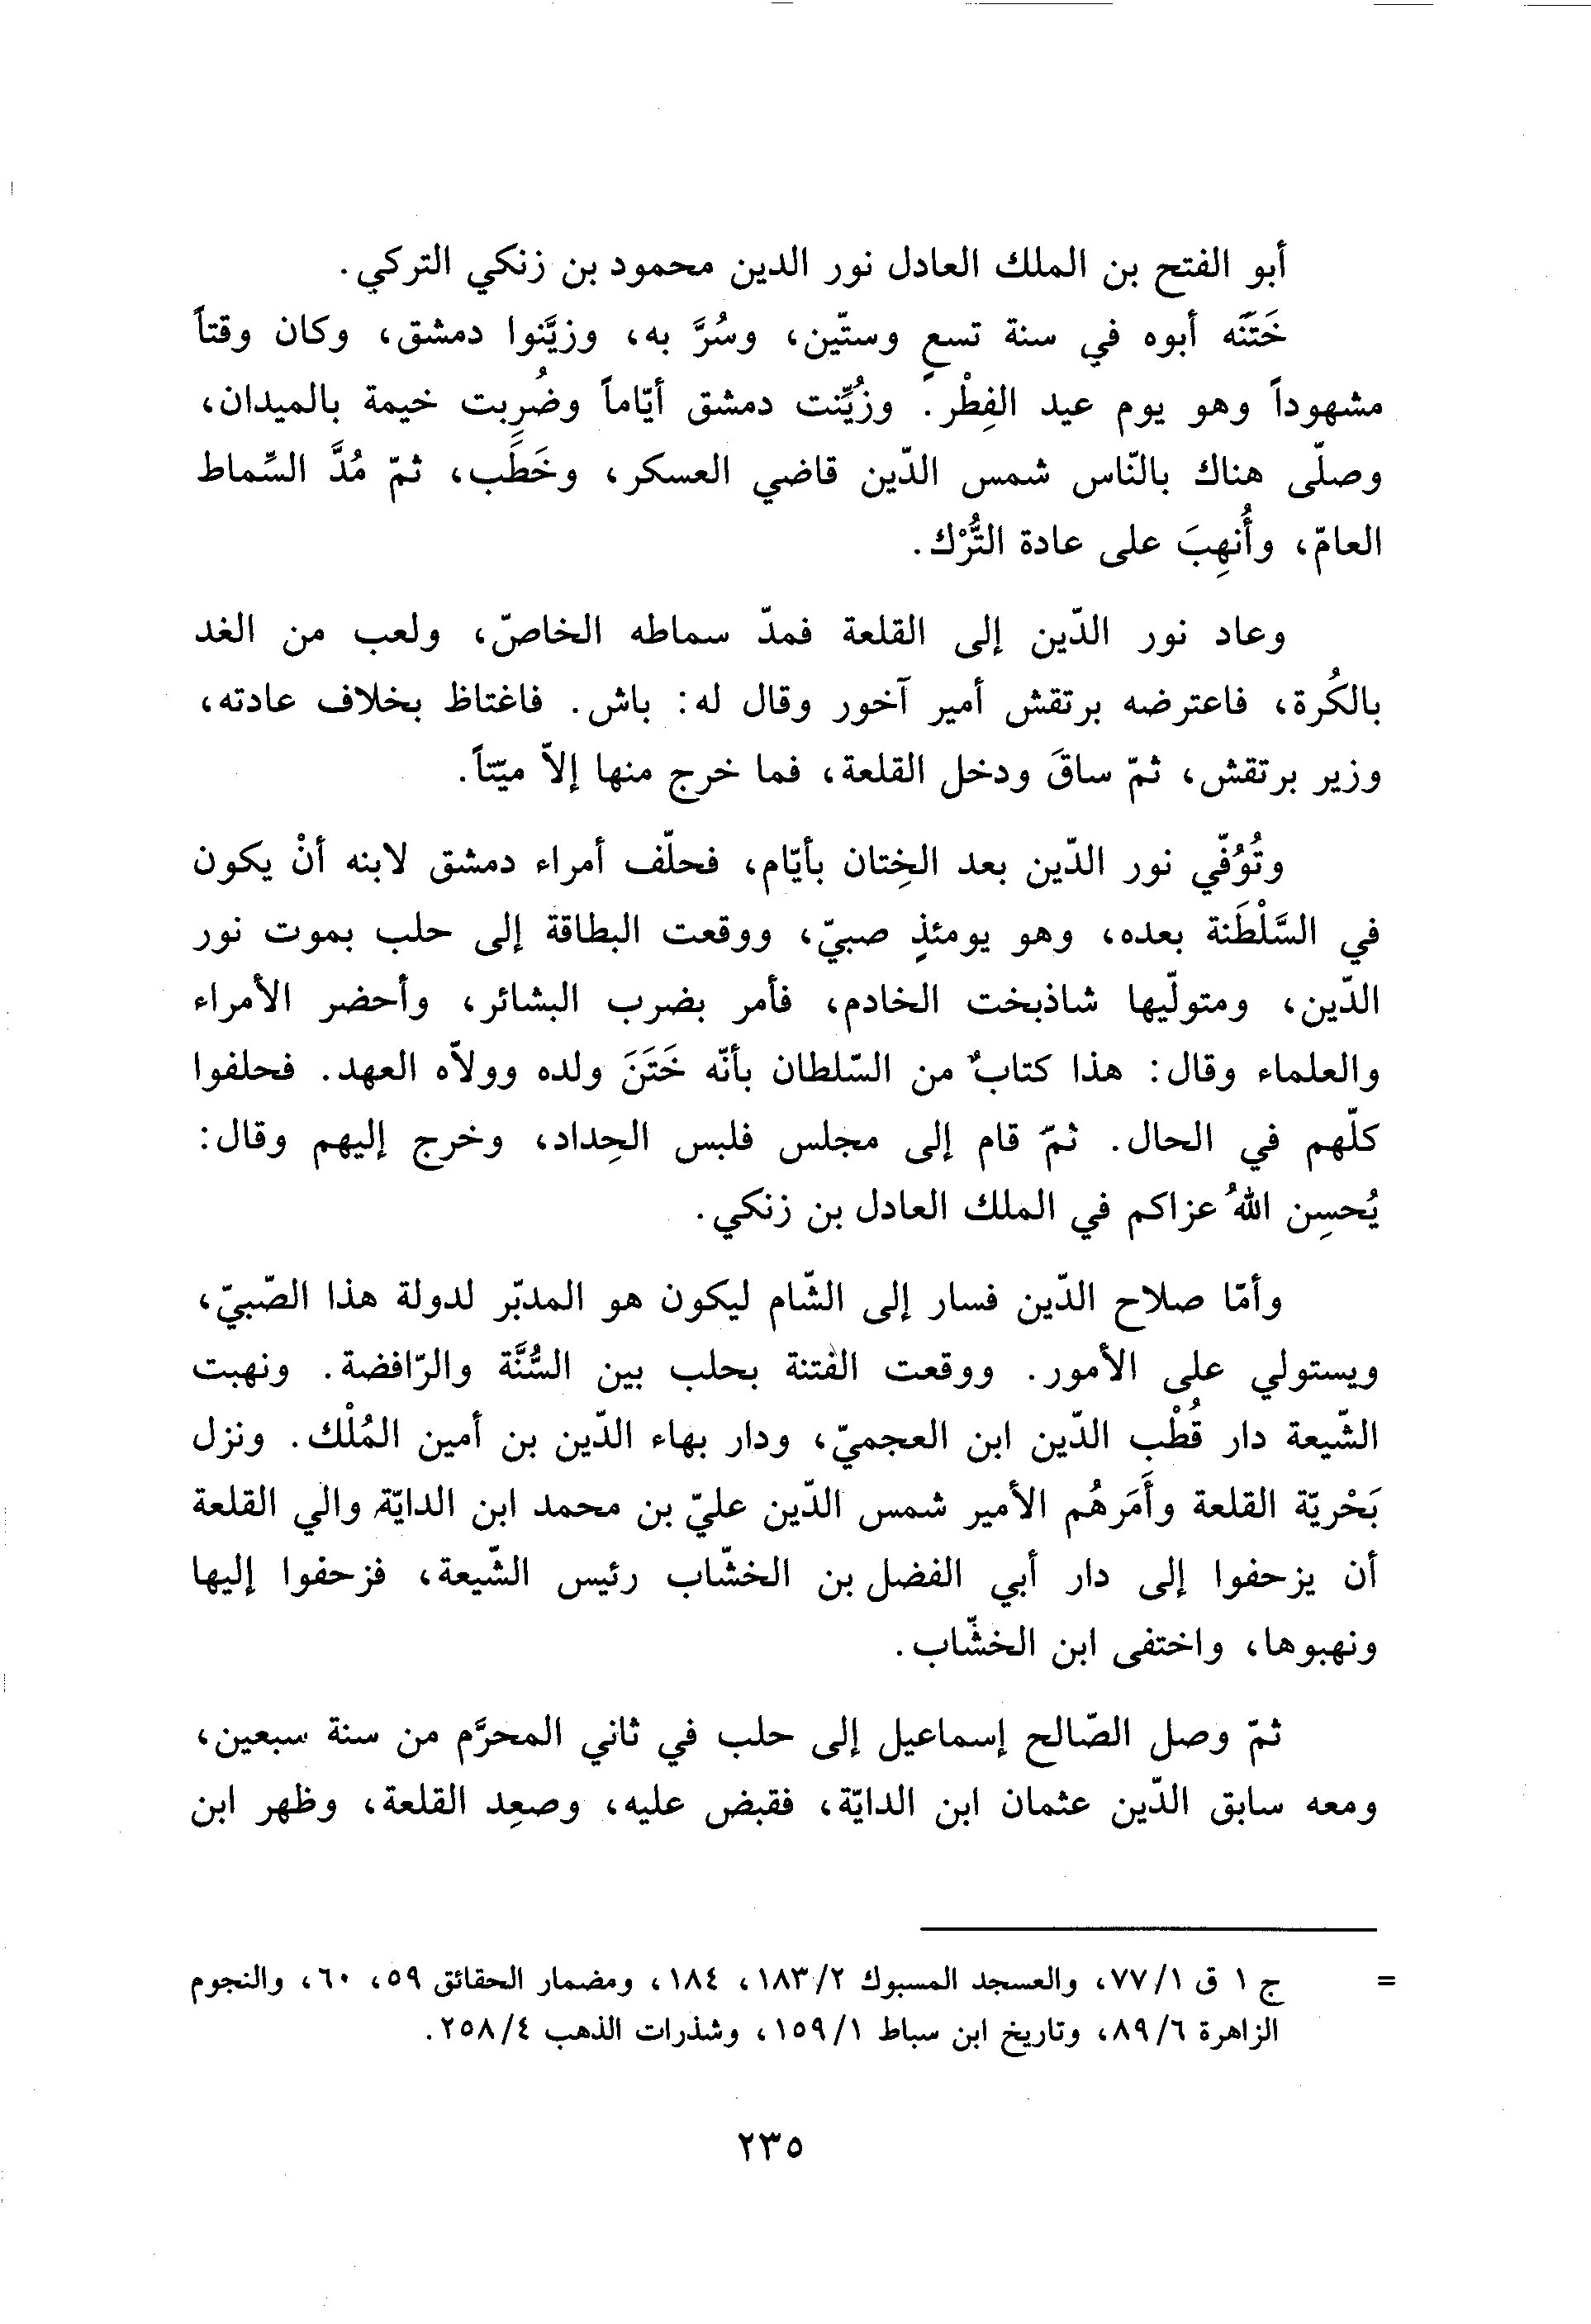 أبو الفتح بن الملك العادل نور الدين محمود بن زنكي التركي.
خَتَنَه أبوه في سنة تسعٍ وستّين، وسُرَّ به، وزيَّنوا دمشق، وكان وقتاً
مشهوداً وهو يوم عيد الفِطْر. وزُيِّنت دمشق أيّاماً وضُرِبت خيمة بالميدان،
وصلّى هناك بالنّاس شمس الدّين قاضي العسكر، وخَطَب، ثمّ مُدَّ السِّماط
العامّ، وأُنهِبَ على عادة التُّرْك.
وعاد نور الدّين إلى القلعة فمدّ سماطه الخاصّ، ولعب من الغد
بالكُرة، فاعترضه برتقش أمير آخور وقال له: باش. فاغتاظ بخلاف عادته،
وزير برتقش، ثمّ ساقَ ودخل القلعة، فما خرج منها إلاّ ميّتاً.
وتُوُفّي نور الدّين بعد الخِتان بأيّام، فحلّف أمراء دمشق لابنه أنْ يكون
في السَّلْطَنة بعده، وهو يومئذٍ صبيّ، ووقعت البطاقة إلى حلب بموت نور
الدّين، ومتولّيها شاذبخت الخادم، فأمر بضرب البشائر، وأحضر الأمراء
والعلماء وقال: هذا كتابٌ من السّلطان بأنّه خَتَنَ ولده وولاّه العهد. فحلفوا
كلّهم في الحال. ثمّ قام إلى مجلس فلبس الحِداد، وخرج إليهم وقال:
يُحسِن اللهُ عزاكم في الملك العادل بن زنكي.
وأمّا صلاح الدّين فسار إلى الشّام ليكون هو المدبّر لدولة هذا الصّبيّ،
ويستولي على الأمور. ووقعت الفتنة بحلب بين السُّنَّة والرّافضة. ونهبت
الشّيعة دار قُطْب الدّين ابن العجميّ، ودار بهاء الدّين بن أمين المُلْك. ونزل
بَحْريّة القلعة وأَمَرهُم الأمير شمس الدّين عليّ بن محمد ابن الدايّة والي القلعة
أن يزحفوا إلى دار أبي الفضل بن الخشّاب رئيس الشّيعة، فزحفوا إليها
ونهبوها، واختفى ابن الخشّاب.
ثمّ وصل الصّالح إسماعيل إلى حلب في ثاني المحرَّم من سنة سبعين،
ومعه سابق الدّين عثمان ابن الدايّة، فقبض عليه، وصعِد القلعة، وظهر ابن
= ج ١ ق ١/٧٧، والعسجد المسبوك ٢/١٨٣، ١٨٤، ومضمار الحقائق ٥٩، ٦٠، والنجوم
الزاهرة ٦/٨٩، وتاريخ ابن سباط ١/١٥٩، وشذرات الذهب ٤/٢٥٨.
٢٣٥